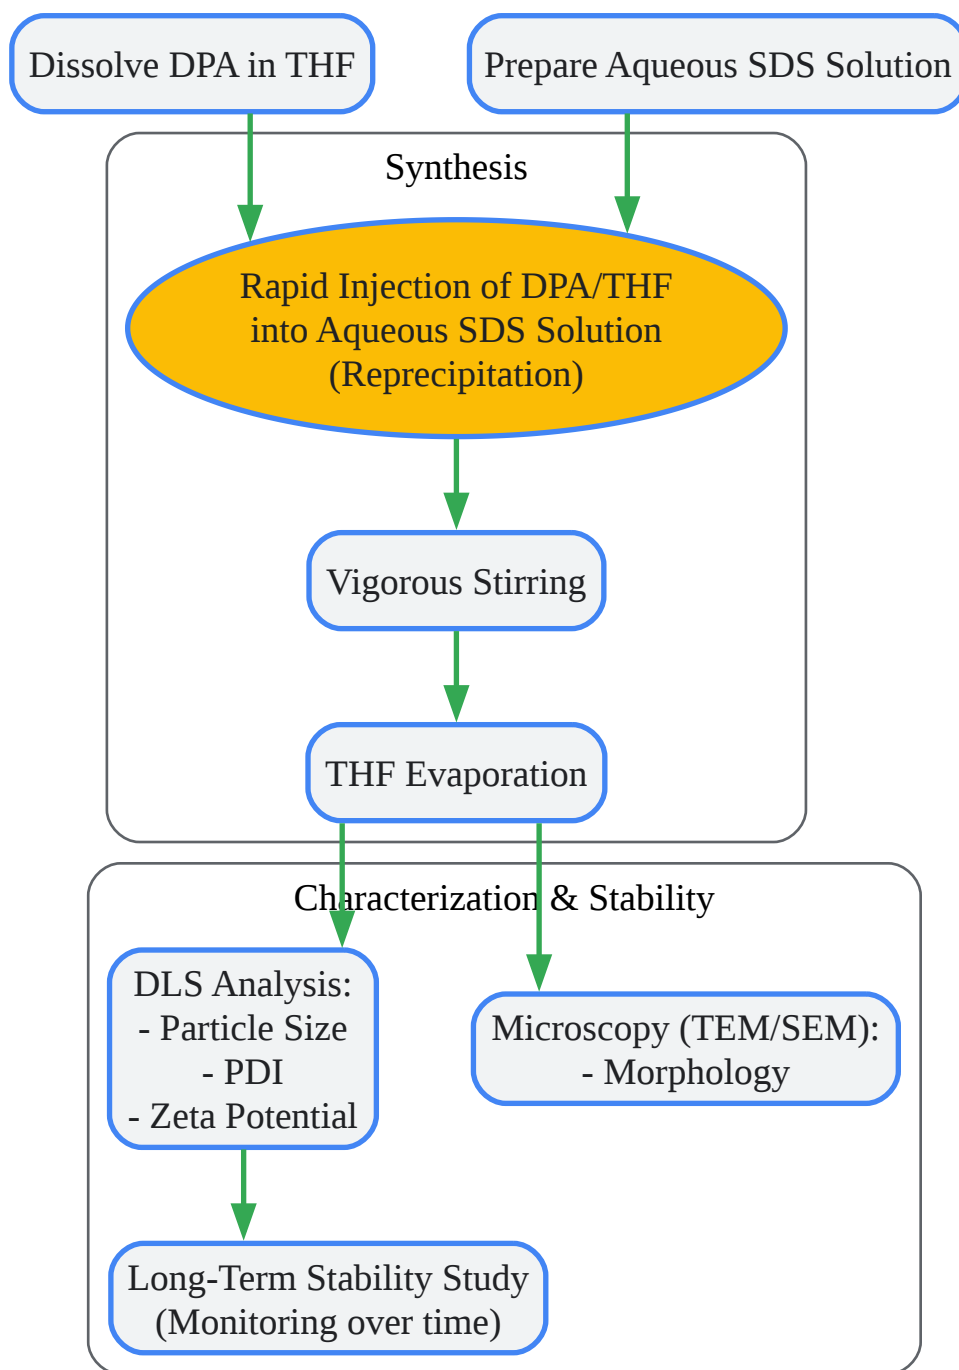 Dissolve DPA in THF
Prepare Aqueous SDS Solution
Synthesis
Rapid Injection of DPA/THF
into Aqueous SDS Solution
(Reprecipitation)
Vigorous Stirring
THF Evaporation
Characterization & Stability
DLS Analysis:
- Particle Size
- PDI
- Zeta Potential
Microscopy (TEM/SEM):
- Morphology
Long-Term Stability Study
(Monitoring over time)